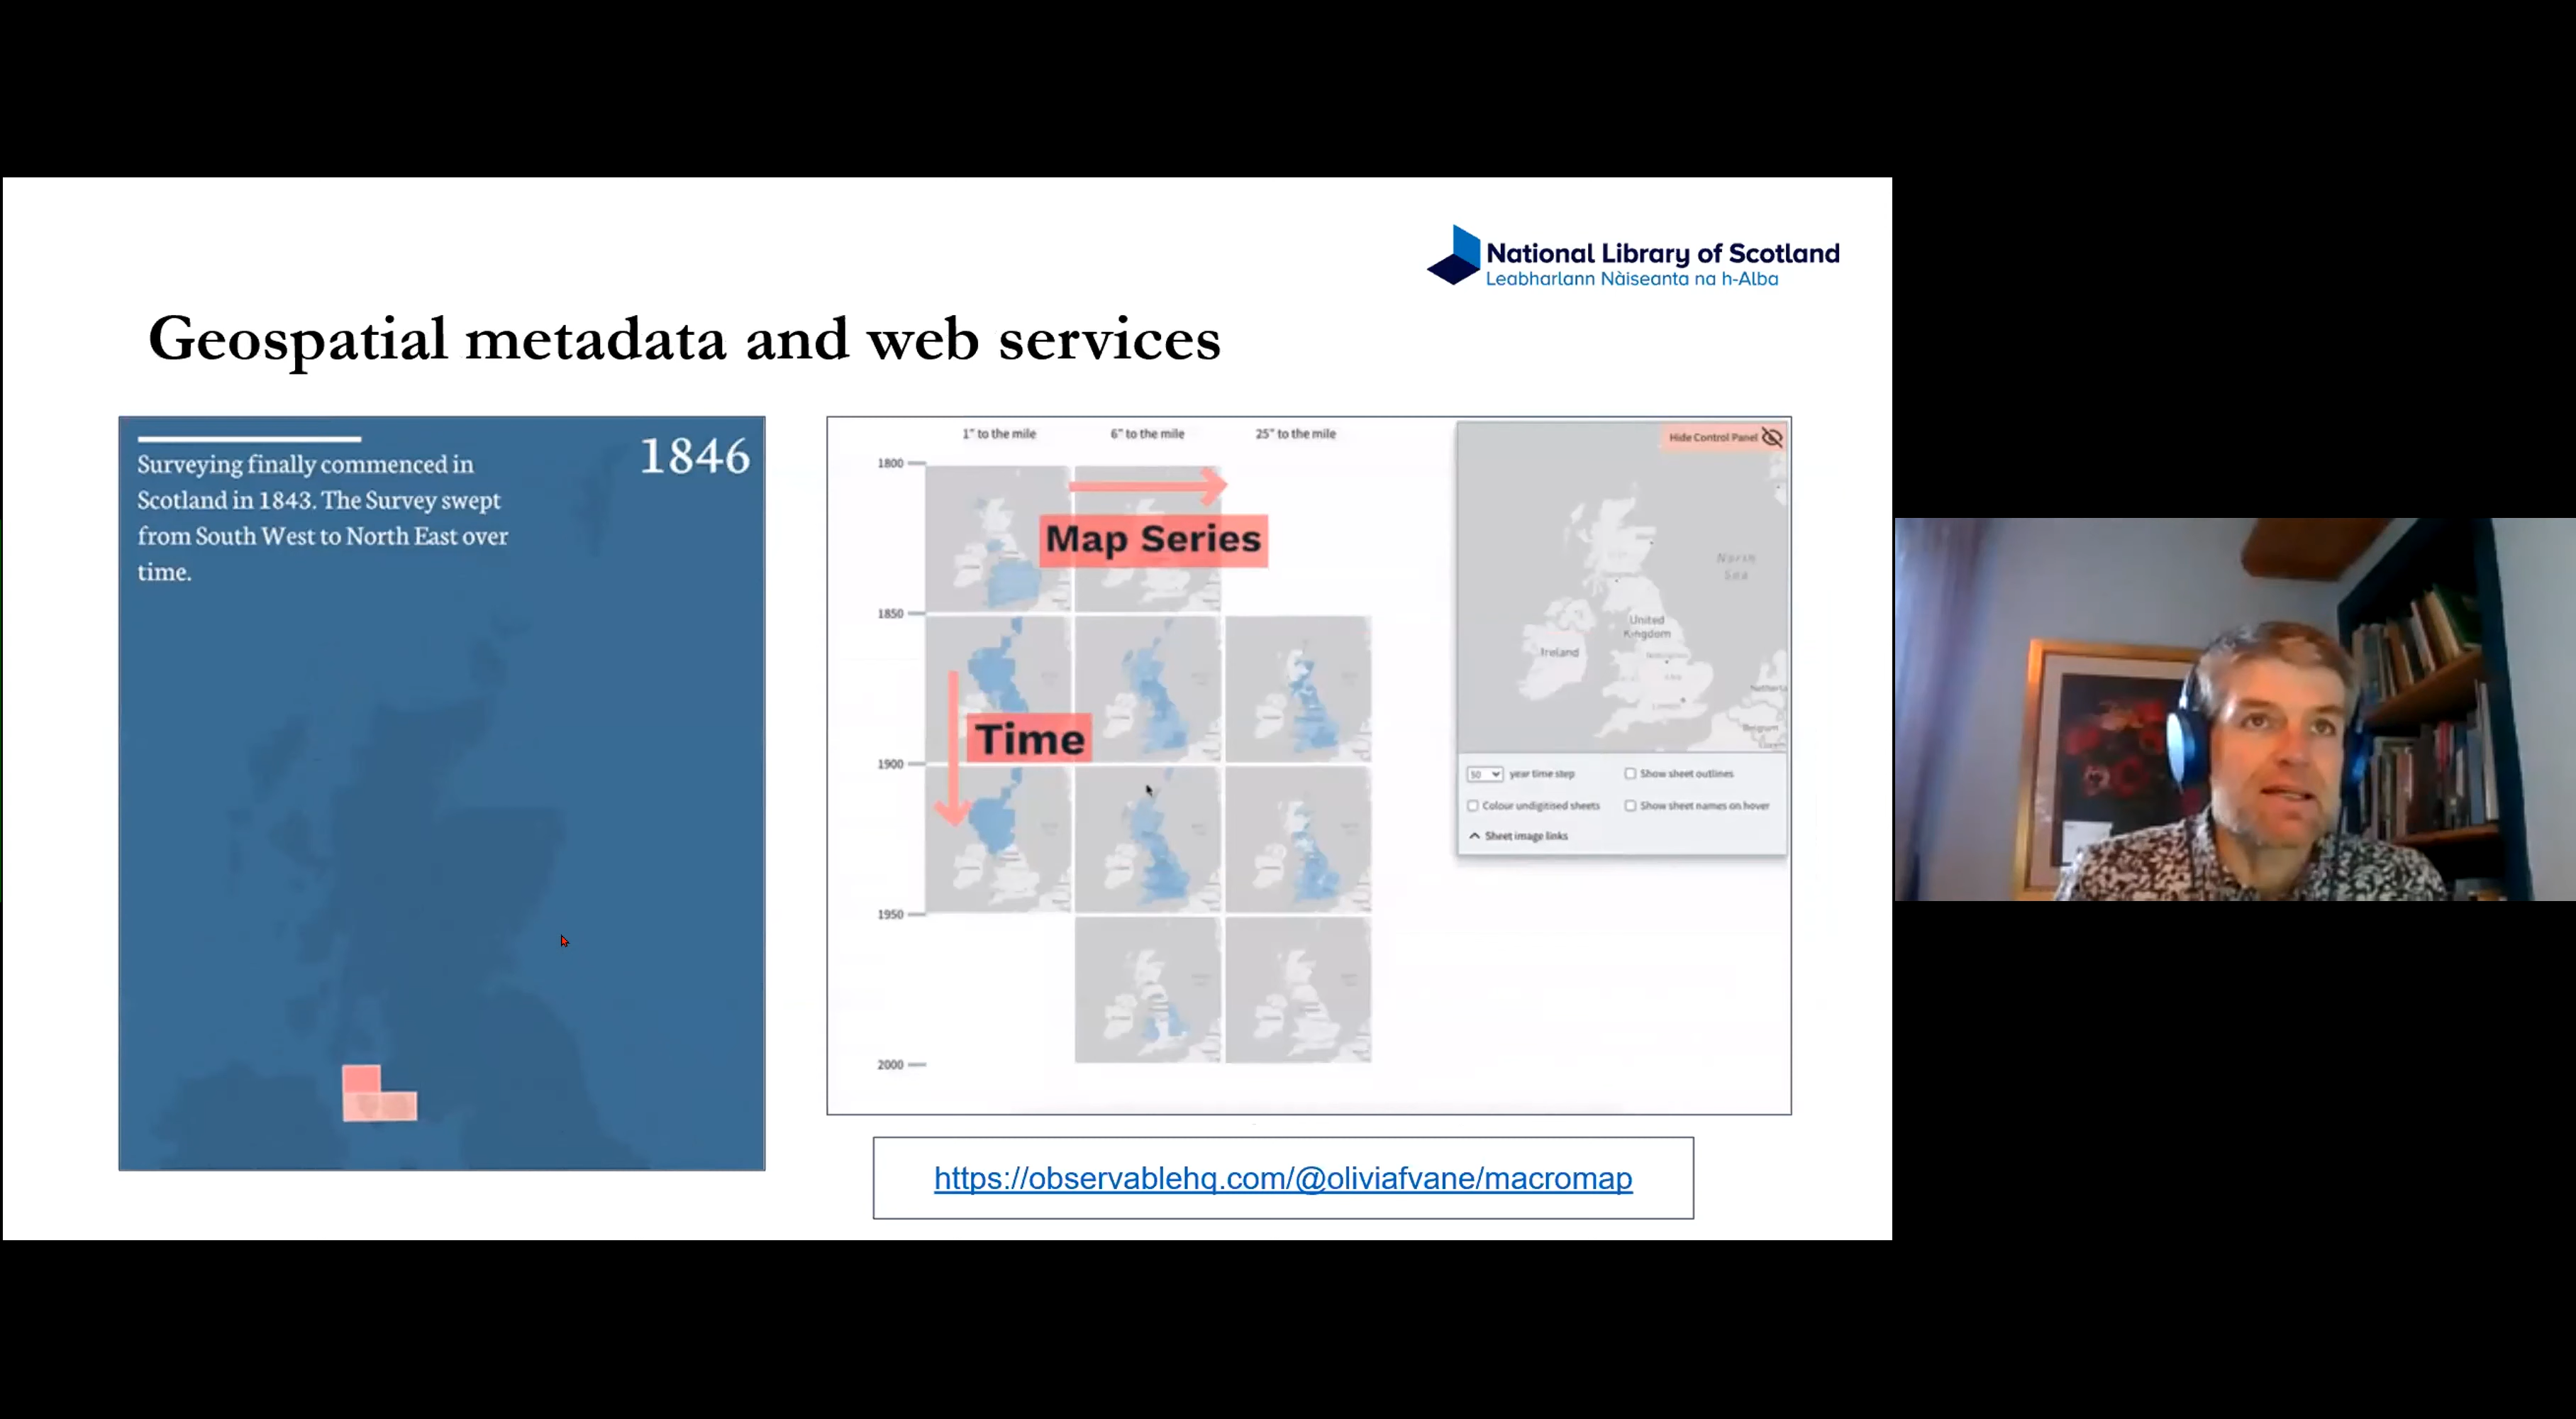 National Library of Scotland
Leabharlann Nàiseanta na h-Alba
Geospatial metadata and web services
Surveying finally commenced in
Scotland in 1843. The Survey swept
from South West to North East over
time.
1846
1" to the mile
6" to the mile
25" to the mile
1800
Map Series
1850
Time
1900
1950
2000
Hide Control Panel
North
Sea
United
Kingdom
Ireland
50 year time step
Show sheet outlines
Colour undigitised sheets
Show sheet names on hover
Sheet image links
https://observablehq.com/@oliviafvane/macromap